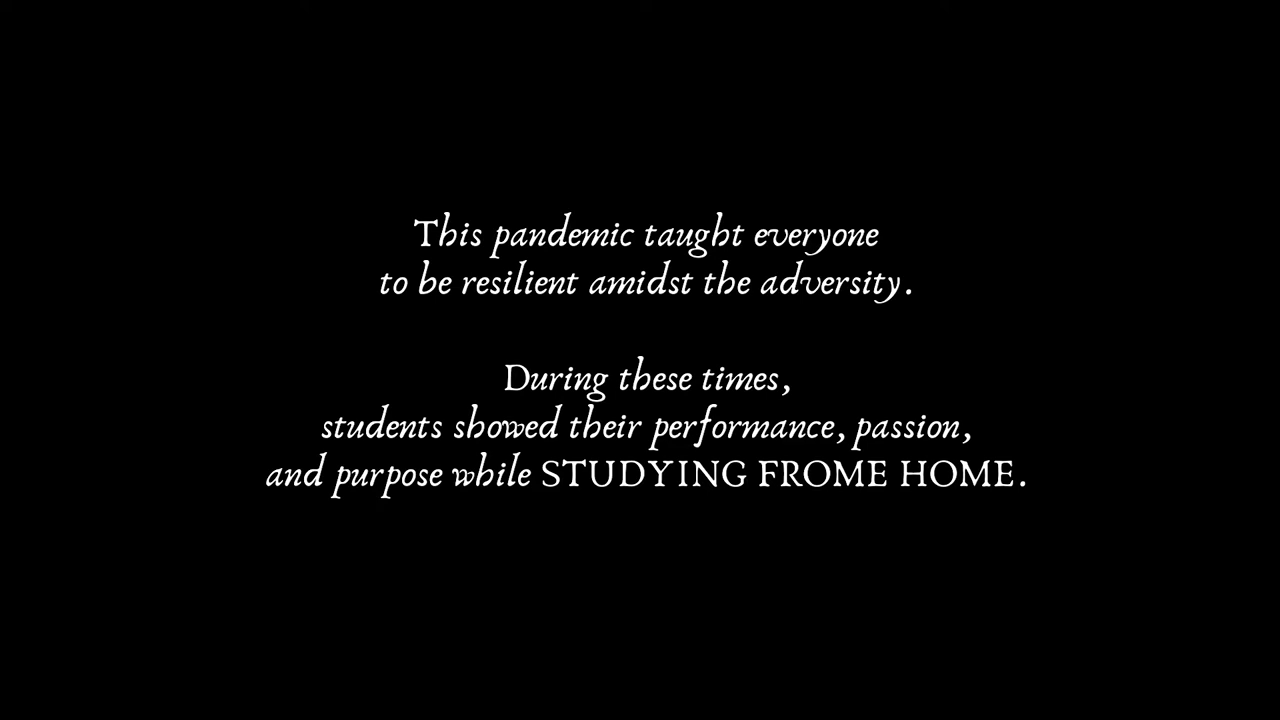 This pandemic taught everyone
to be resilient amidst the adversity.
During these times,
students showed their performance, passion,
and purpose while STUDYING FROME HOME.